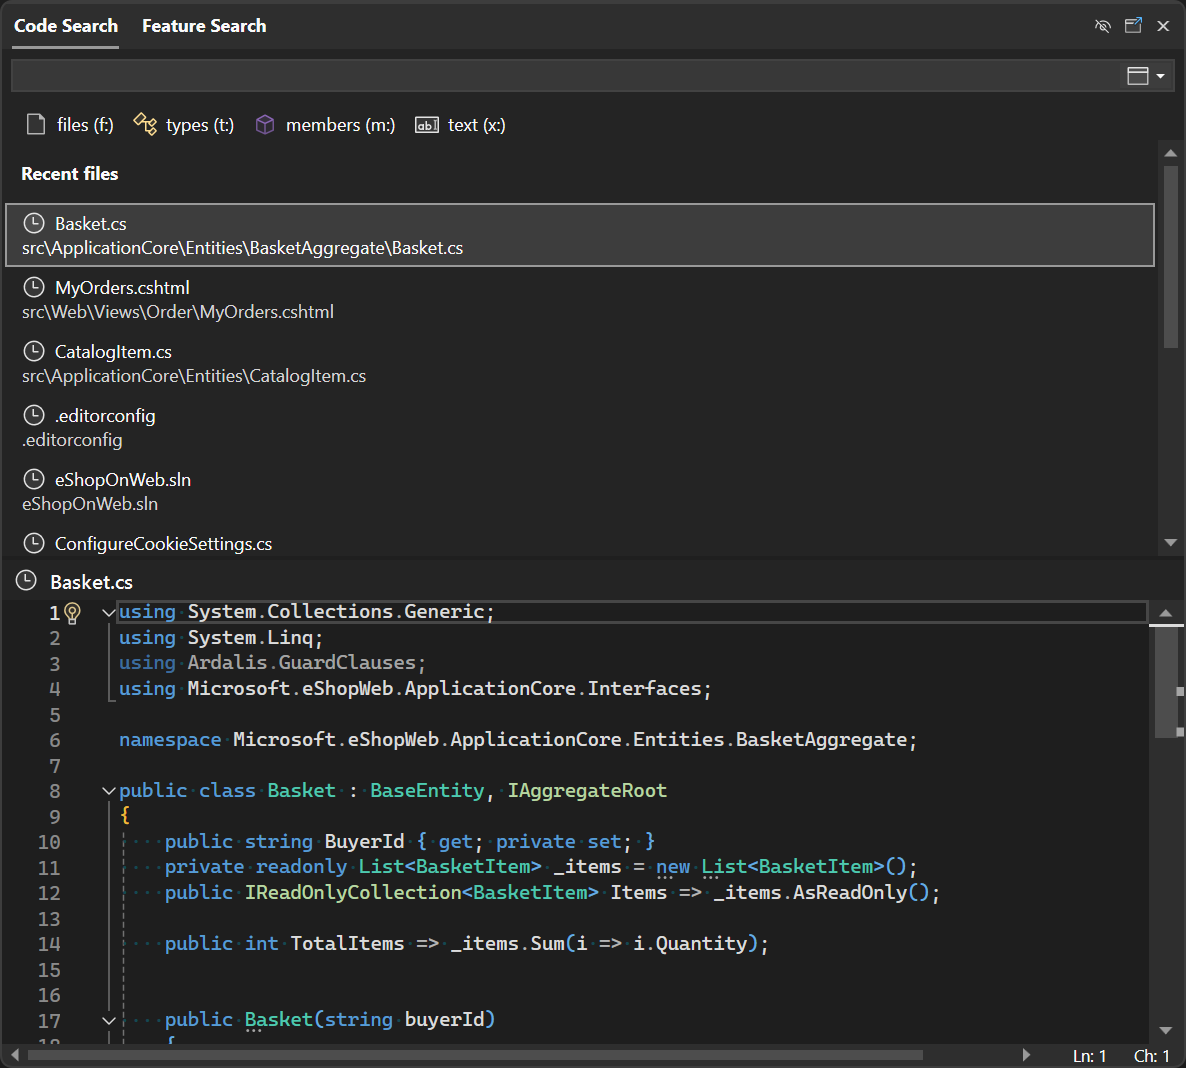 Code Search Feature Search
files (f:) types (t:) members (m:) text (x:)
Recent files
Basket.cs
src\ApplicationCore\Entities\BasketAggregate\Basket.cs
MyOrders.cshtml
src\Web\Views\Order\MyOrders.cshtml
CatalogItem.cs
src\ApplicationCore\Entities\CatalogItem.cs
.editorconfig
.editorconfig
eShopOnWeb.sln
eShopOnWeb.sln
ConfigureCookieSettings.cs
Basket.cs
1 using System.Collections.Generic;
2 using System.Linq;
3 using Ardalis.GuardClauses;
4 using Microsoft.eShopWeb.ApplicationCore.Interfaces;
5
6 namespace Microsoft.eShopWeb.ApplicationCore.Entities.BasketAggregate;
7
8 public class Basket : BaseEntity, IAggregateRoot
9 {
10 public string BuyerId { get; private set; }
11 private readonly List<BasketItem> _items = new List<BasketItem>();
12 public IReadOnlyCollection<BasketItem> Items => _items.AsReadOnly();
13
14 public int TotalItems => _items.Sum(i => i.Quantity);
15
16
17 public Basket(string buyerId)
18 {
Ln: 1 Ch: 1